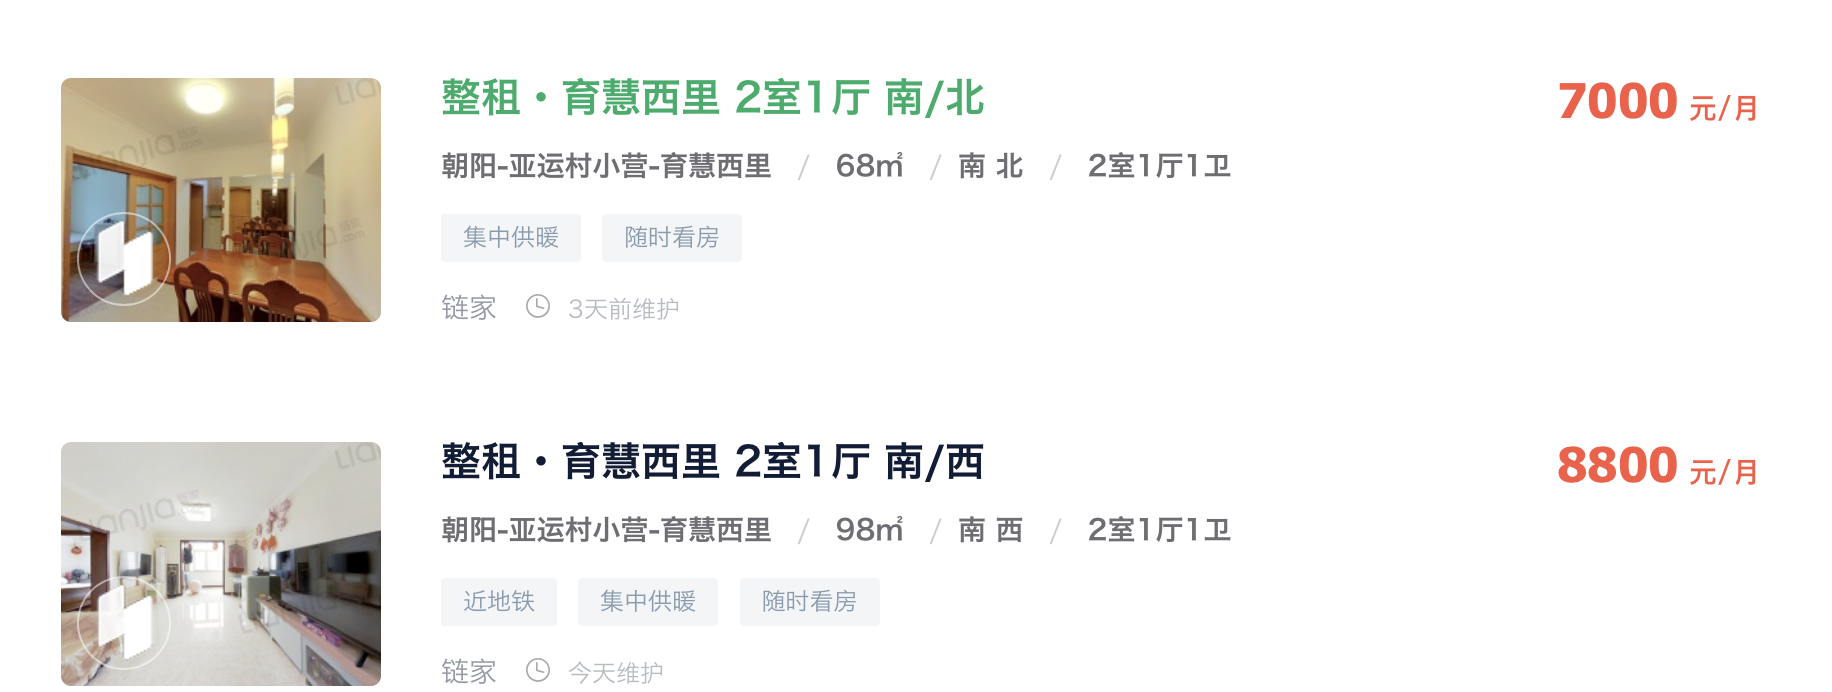 整租·育慧西里 2室1厅 南/北
7000 元/月
朝阳-亚运村小营-育慧西里 / 68㎡ / 南 北 / 2室1厅1卫
集中供暖 随时看房
链家 3天前维护
整租·育慧西里 2室1厅 南/西
8800 元/月
朝阳-亚运村小营-育慧西里 / 98㎡ / 南 西 / 2室1厅1卫
近地铁 集中供暖 随时看房
链家 今天维护